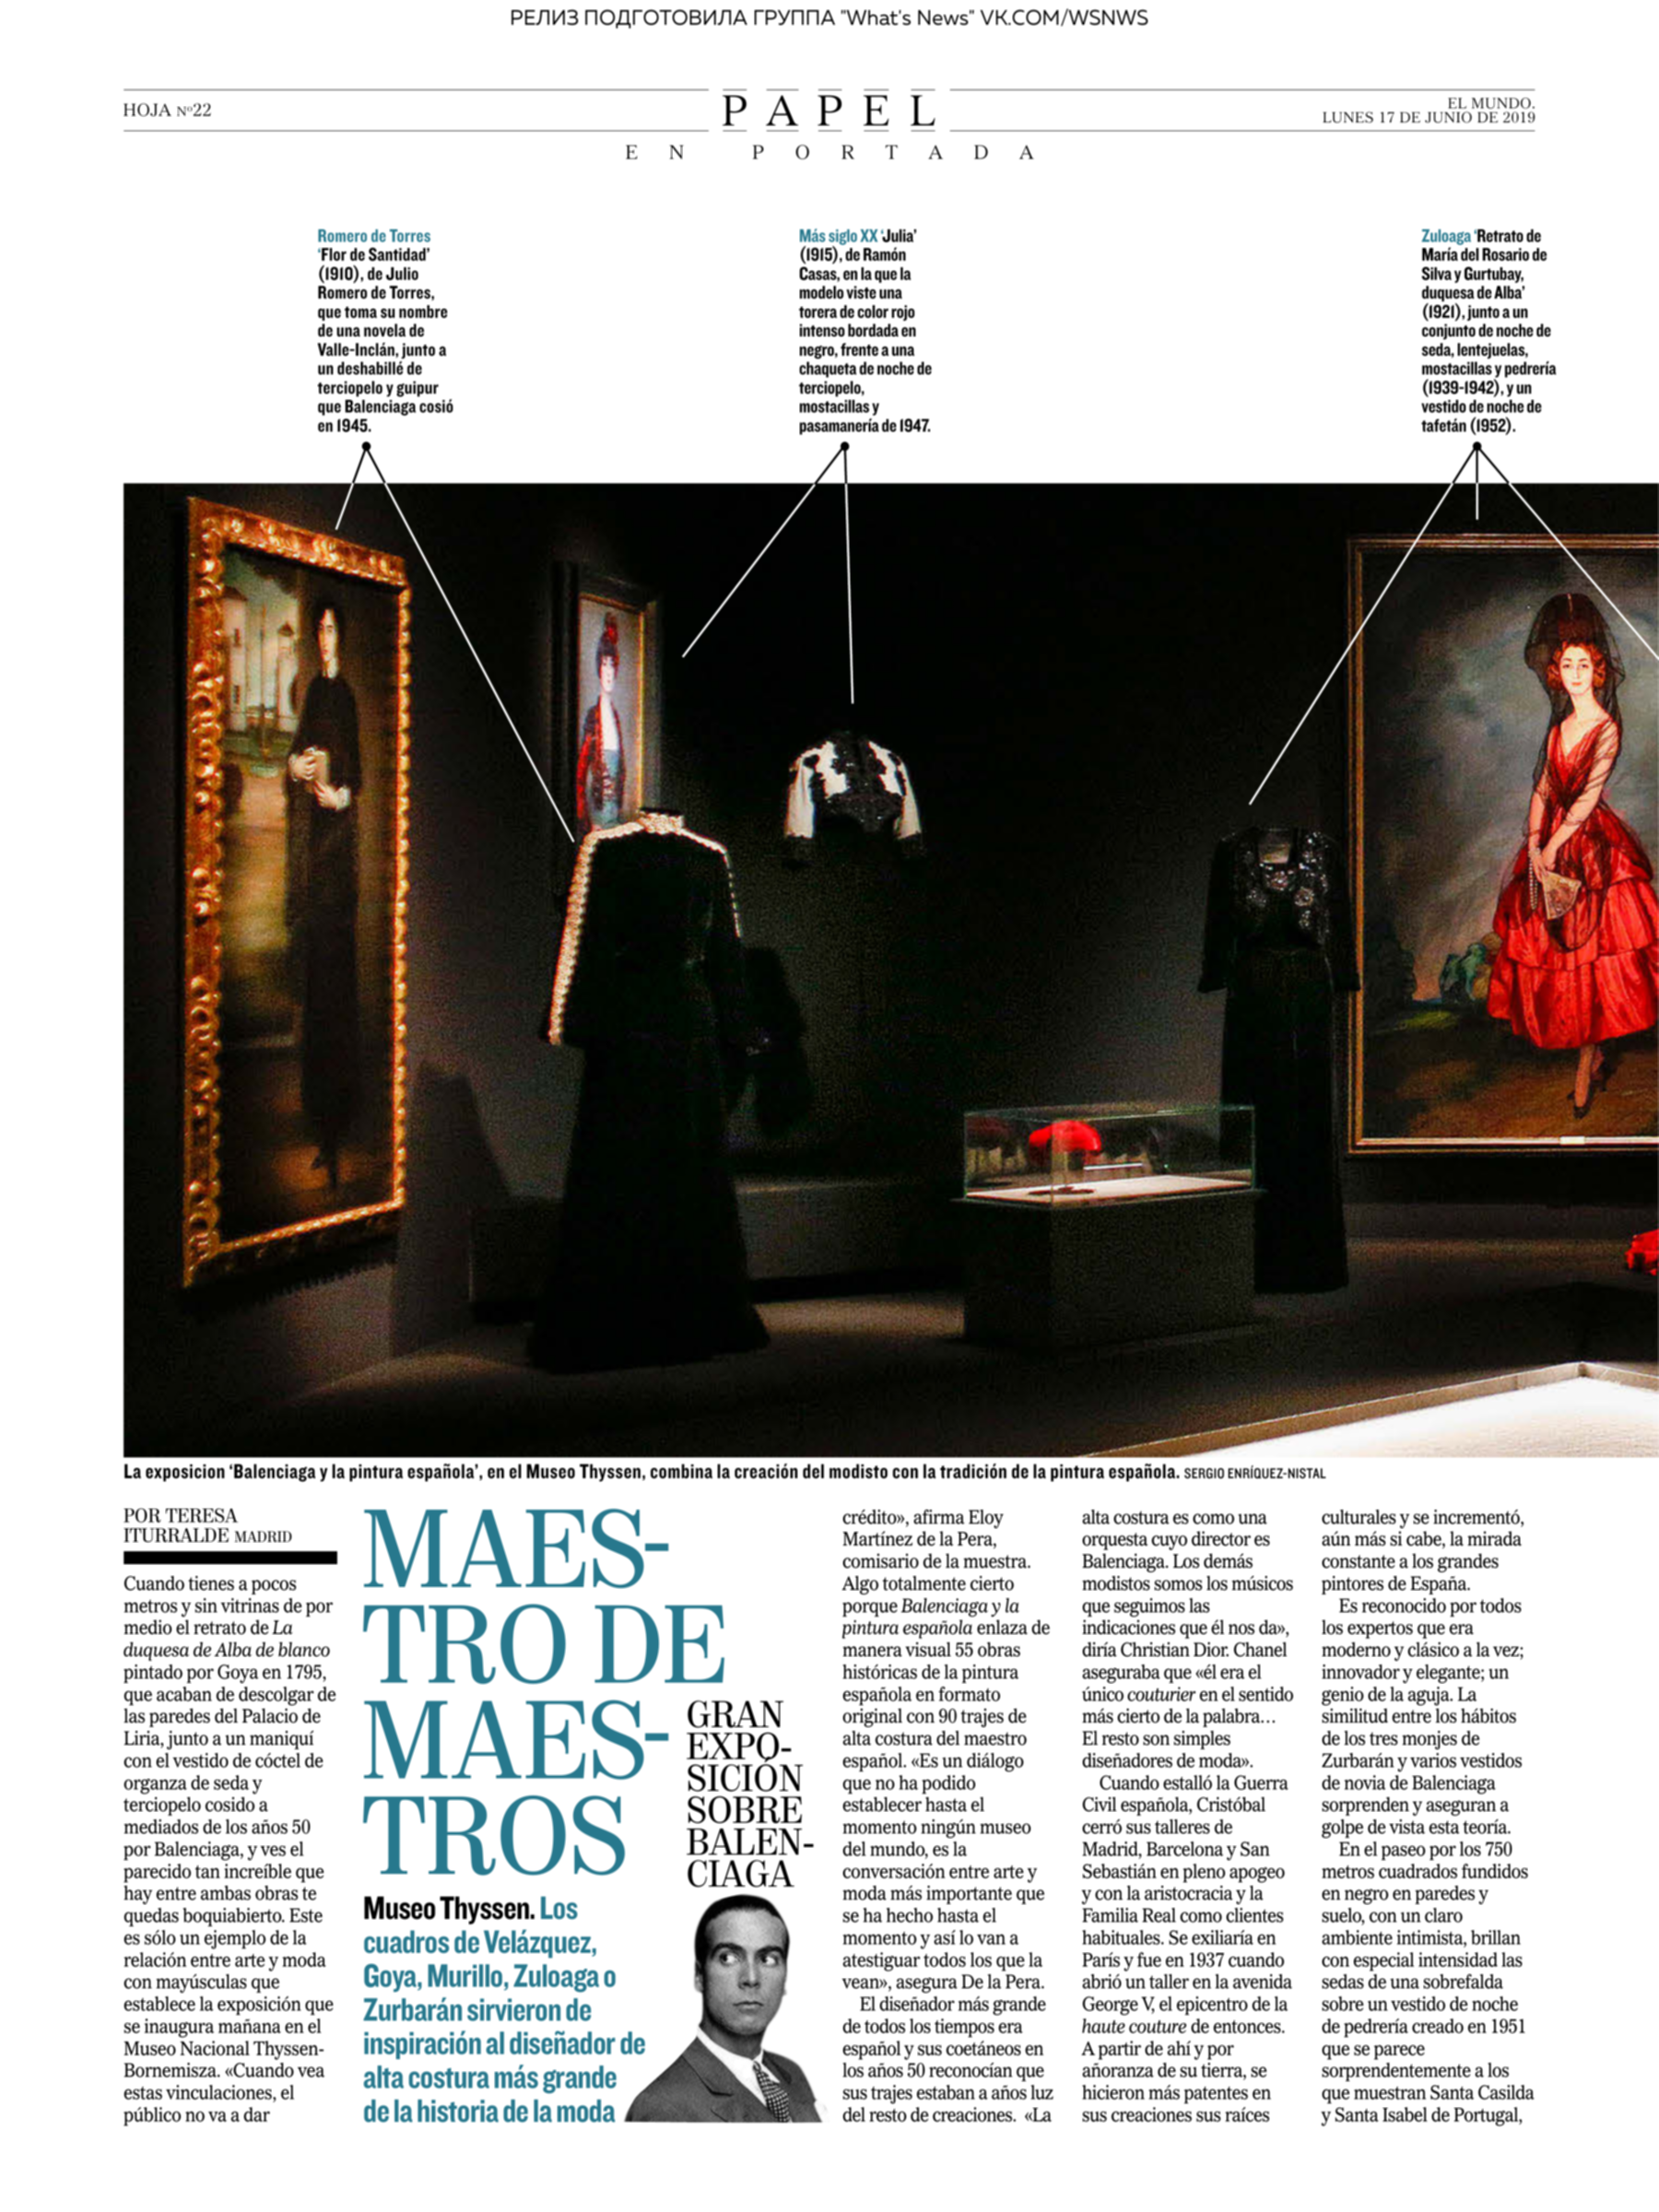 РЕЛИЗ ПОДГОТОВИЛА ГРУППА "What's News" VK.COM/WSNWS
HOJA Nº22
PAPEL
EL MUNDO.
LUNES 17 DE JUNIO DE 2019
EN PORTADA
Romero de Torres
'Flor de Santidad'
(1910), de Julio
Romero de Torres,
que toma su nombre
de una novela de
Valle-Inclán, junto a
un deshabillé de
terciopelo y guipur
que Balenciaga cosió
en 1945.
Más siglo XX 'Julia'
(1915), de Ramón
Casas, en la que la
modelo viste una
torera de color rojo
intenso bordada en
negro, frente a una
chaqueta de noche de
terciopelo,
mostacillas y
pasamanería de 1947.
Zuloaga 'Retrato de
María del Rosario de
Silva y Gurtubay,
duquesa de Alba'
(1921), junto a un
conjunto de noche de
seda, lentejuelas,
mostacillas y pedrería
(1939-1942), y un
vestido de noche de
tafetán (1952).
La exposicion 'Balenciaga y la pintura española', en el Museo Thyssen, combina la creación del modisto con la tradición de la pintura española. SERGIO ENRÍQUEZ-NISTAL
POR TERESA
ITURRALDE MADRID
Cuando tienes a pocos
metros y sin vitrinas de por
medio el retrato de La
duquesa de Alba de blanco
pintado por Goya en 1795,
que acaban de descolgar de
las paredes del Palacio de
Liria, junto a un maniquí
con el vestido de cóctel de
organza de seda y
terciopelo cosido a
mediados de los años 50
por Balenciaga, y ves el
parecido tan increíble que
hay entre ambas obras te
quedas boquiabierto. Este
es sólo un ejemplo de la
relación entre arte y moda
con mayúsculas que
establece la exposición que
se inaugura mañana en el
Museo Nacional Thyssen-
Bornemisza. «Cuando vea
estas vinculaciones, el
público no va a dar
MAES-
TRO DE
MAES-
TROS
GRAN
EXPO-
SICIÓN
SOBRE
BALEN-
CIAGA
Museo Thyssen. Los
cuadros de Velázquez,
Goya, Murillo, Zuloaga o
Zurbarán sirvieron de
inspiración al diseñador de
alta costura más grande
de la historia de la moda
crédito», afirma Eloy
Martínez de la Pera,
comisario de la muestra.
Algo totalmente cierto
porque Balenciaga y la
pintura española enlaza de
manera visual 55 obras
históricas de la pintura
española en formato
original con 90 trajes de
alta costura del maestro
español. «Es un diálogo
que no ha podido
establecer hasta el
momento ningún museo
del mundo, es la
conversación entre arte y
moda más importante que
se ha hecho hasta el
momento y así lo van a
atestiguar todos los que la
vean», asegura De la Pera.
El diseñador más grande
de todos los tiempos era
español y sus coetáneos en
los años 50 reconocían que
sus trajes estaban a años luz
del resto de creaciones. «La
alta costura es como una
orquesta cuyo director es
Balenciaga. Los demás
modistos somos los músicos
que seguimos las
indicaciones que él nos da»,
diría Christian Dior. Chanel
aseguraba que «él era el
único couturier en el sentido
más cierto de la palabra…
El resto son simples
diseñadores de moda».
Cuando estalló la Guerra
Civil española, Cristóbal
cerró sus talleres de
Madrid, Barcelona y San
Sebastián en pleno apogeo
y con la aristocracia y la
Familia Real como clientes
habituales. Se exiliaría en
París y fue en 1937 cuando
abrió un taller en la avenida
George V, el epicentro de la
haute couture de entonces.
A partir de ahí y por
añoranza de su tierra, se
hicieron más patentes en
sus creaciones sus raíces
culturales y se incrementó,
aún más si cabe, la mirada
constante a los grandes
pintores de España.
Es reconocido por todos
los expertos que era
moderno y clásico a la vez;
innovador y elegante; un
genio de la aguja. La
similitud entre los hábitos
de los tres monjes de
Zurbarán y varios vestidos
de novia de Balenciaga
sorprenden y aseguran a
golpe de vista esta teoría.
En el paseo por los 750
metros cuadrados fundidos
en negro en paredes y
suelo, con un claro
ambiente intimista, brillan
con especial intensidad las
sedas de una sobrefalda
sobre un vestido de noche
de pedrería creado en 1951
que se parece
sorprendentemente a los
que muestran Santa Casilda
y Santa Isabel de Portugal,